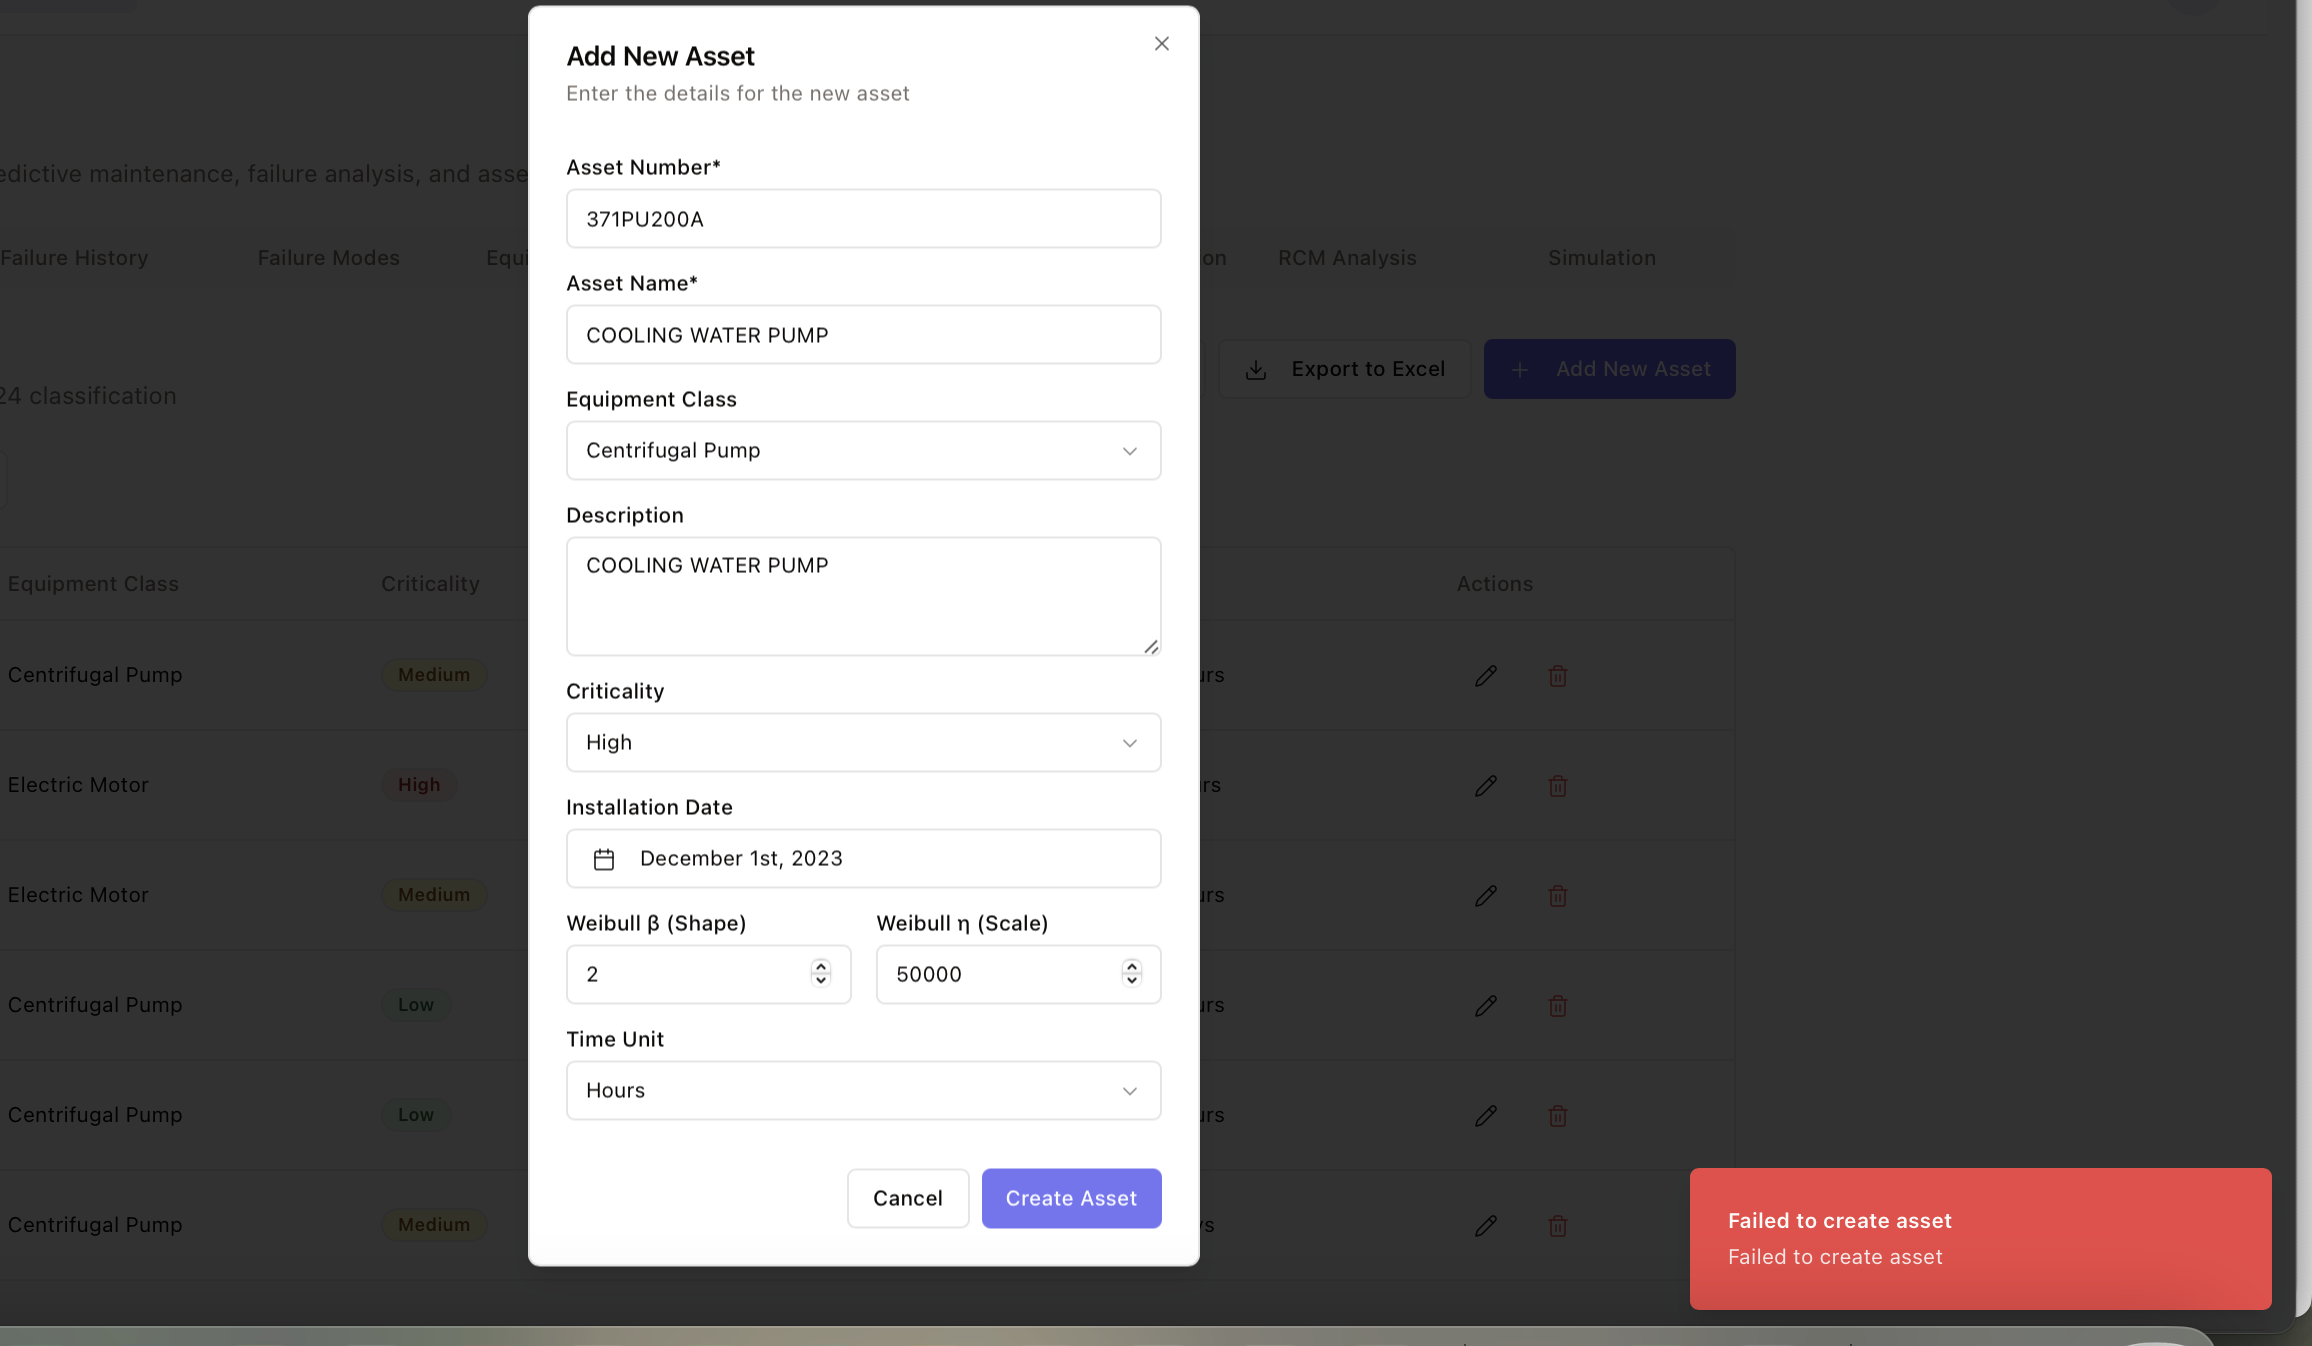 Add New Asset
Enter the details for the new asset
Asset Number*
371PU200A
Asset Name*
COOLING WATER PUMP
Equipment Class
Centrifugal Pump
Description
COOLING WATER PUMP
Criticality
High
Installation Date
December 1st, 2023
Weibull β (Shape) Weibull η (Scale)
2 50000
Time Unit
Hours
Cancel Create Asset
edictive maintenance, failure analysis, and asse
Failure History Failure Modes Equi on RCM Analysis Simulation
Export to Excel + Add New Asset
24 classification
Equipment Class Criticality Actions
Centrifugal Pump Medium urs
Electric Motor High rs
Electric Motor Medium urs
Centrifugal Pump Low urs
Centrifugal Pump Low urs
Centrifugal Pump Medium ys
Failed to create asset
Failed to create asset